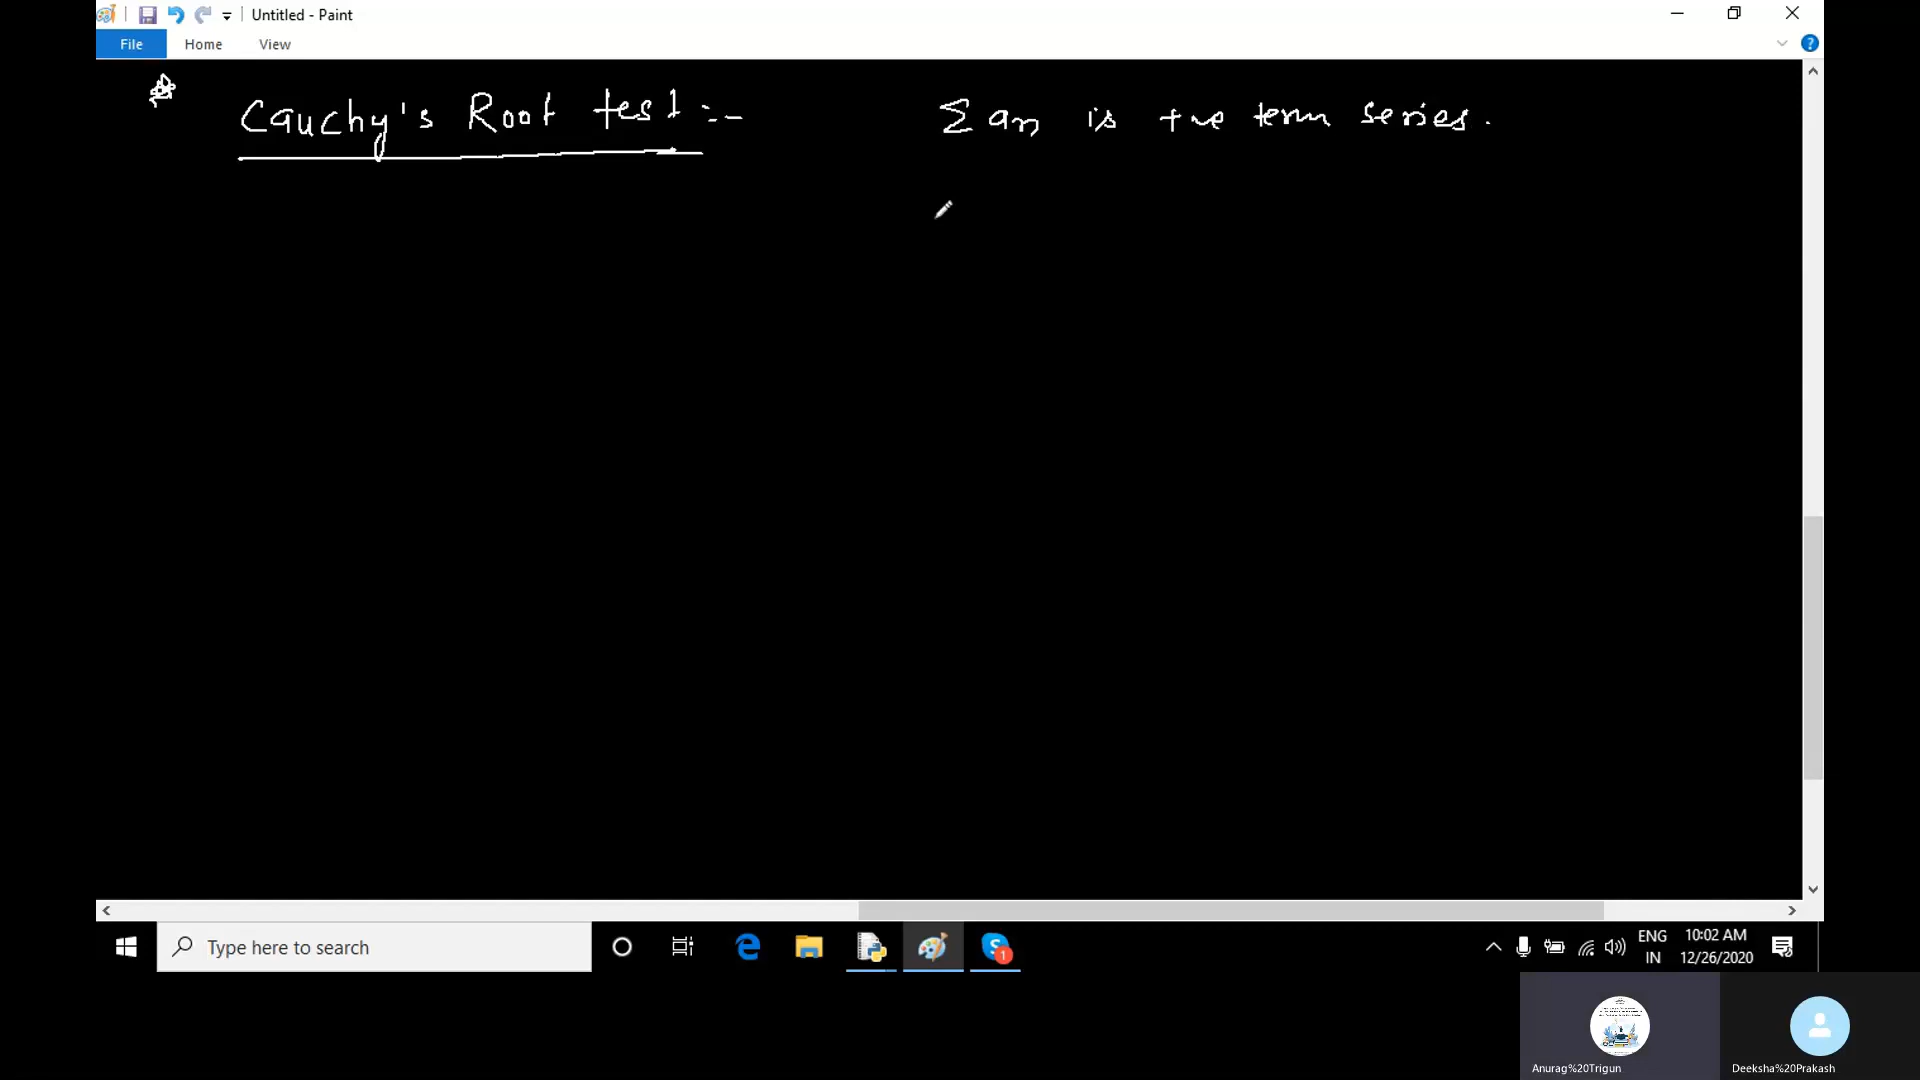 Untitled - Paint
File Home View
Cauchy's Root test :-
Σ an is +ve term series.
Type here to search
ENG
IN
10:02 AM
12/26/2020
1
Anurag%20Trigun
Deeksha%20Prakash